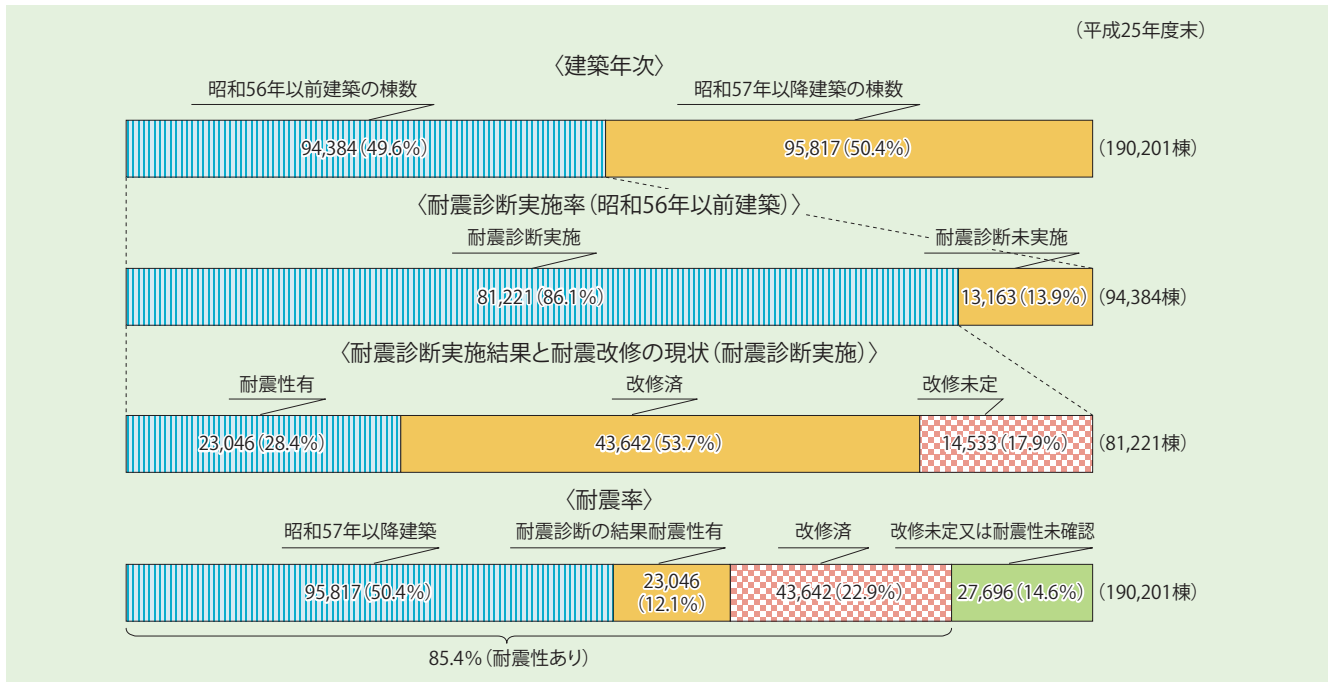 (平成25年度末)
〈建築年次〉
昭和56年以前建築の棟数
昭和57年以降建築の棟数
94,384(49.6%)
95,817(50.4%)
(190,201棟)
〈耐震診断実施率(昭和56年以前建築)〉
耐震診断実施
耐震診断未実施
81,221(86.1%)
13,163(13.9%)
(94,384棟)
〈耐震診断実施結果と耐震改修の現状(耐震診断実施)〉
耐震性有
改修済
改修未定
23,046(28.4%)
43,642(53.7%)
14,533(17.9%)
(81,221棟)
〈耐震率〉
昭和57年以降建築
耐震診断の結果耐震性有
改修済
改修未定又は耐震性未確認
95,817(50.4%)
23,046
(12.1%)
43,642(22.9%)
27,696(14.6%)
(190,201棟)
85.4%(耐震性あり)